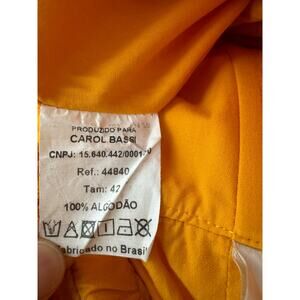 PRODUZIDO PARA
CAROL BASSI
CNPJ: 15.640.442/0001-
Ref.: 44840
Tam: 42
100% ALGODÃO
Fabricado no Brasil